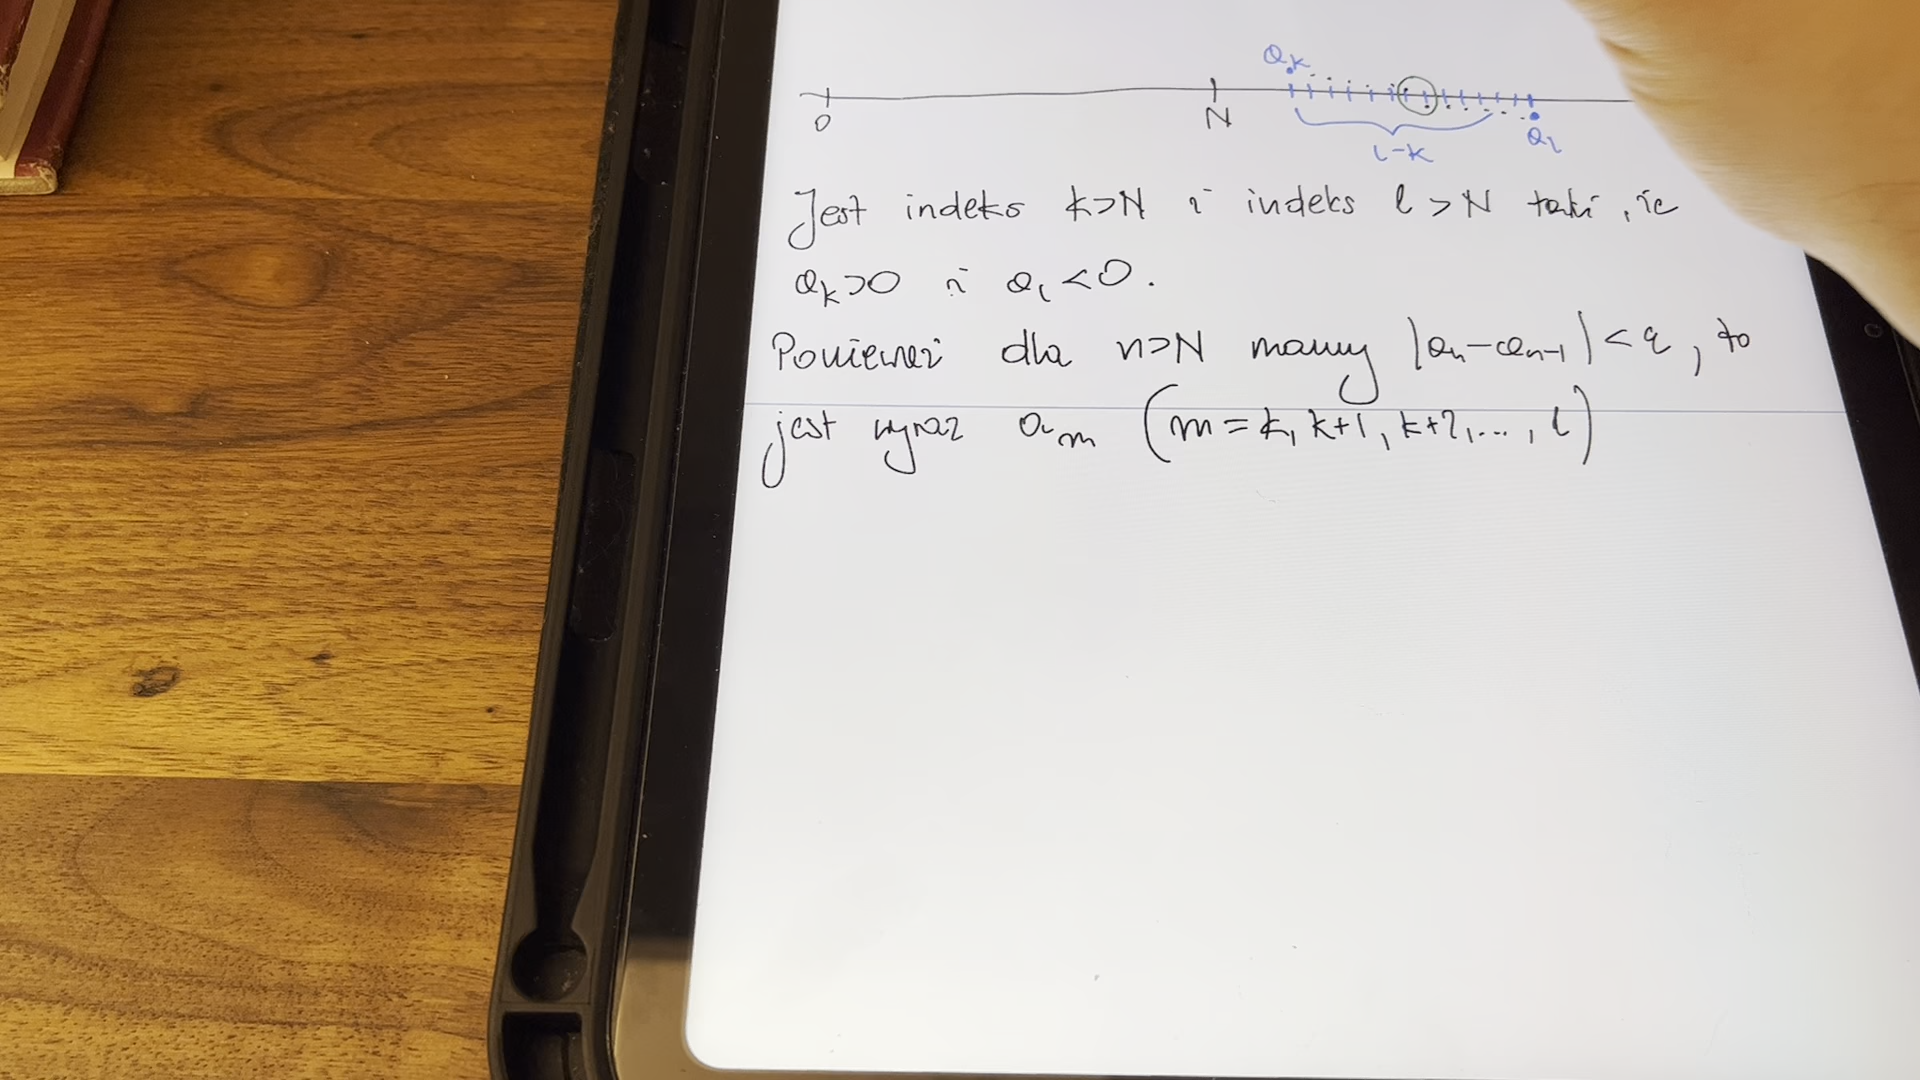 a_k
0
N
l-k
a_l
Jest indeks k>N i indeks l>N taki, że
a_k>0 i a_l<0.
Ponieważ dla n>N mamy |a_n-a_{n-1}|<ε, to
jest wyraz a_m (m=k, k+1, k+2, ..., l)